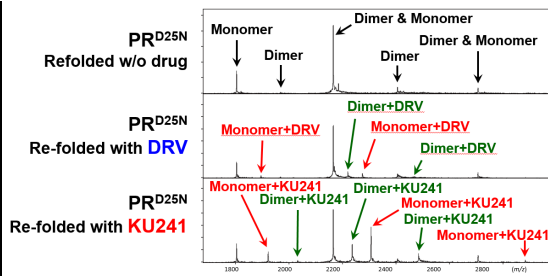 PRD25N
Refolded w/o drug
Monomer
Dimer
Dimer & Monomer
Dimer
Dimer & Monomer
PRD25N
Re-folded with DRV
Monomer+DRV
Dimer+DRV
Monomer+DRV
Dimer+DRV
PRD25N
Re-folded with KU241
Monomer+KU241
Dimer+KU241
Dimer+KU241
Monomer+KU241
Dimer+KU241
Monomer+KU241
1800 2000 2200 2400 2600 2800 (m/z)